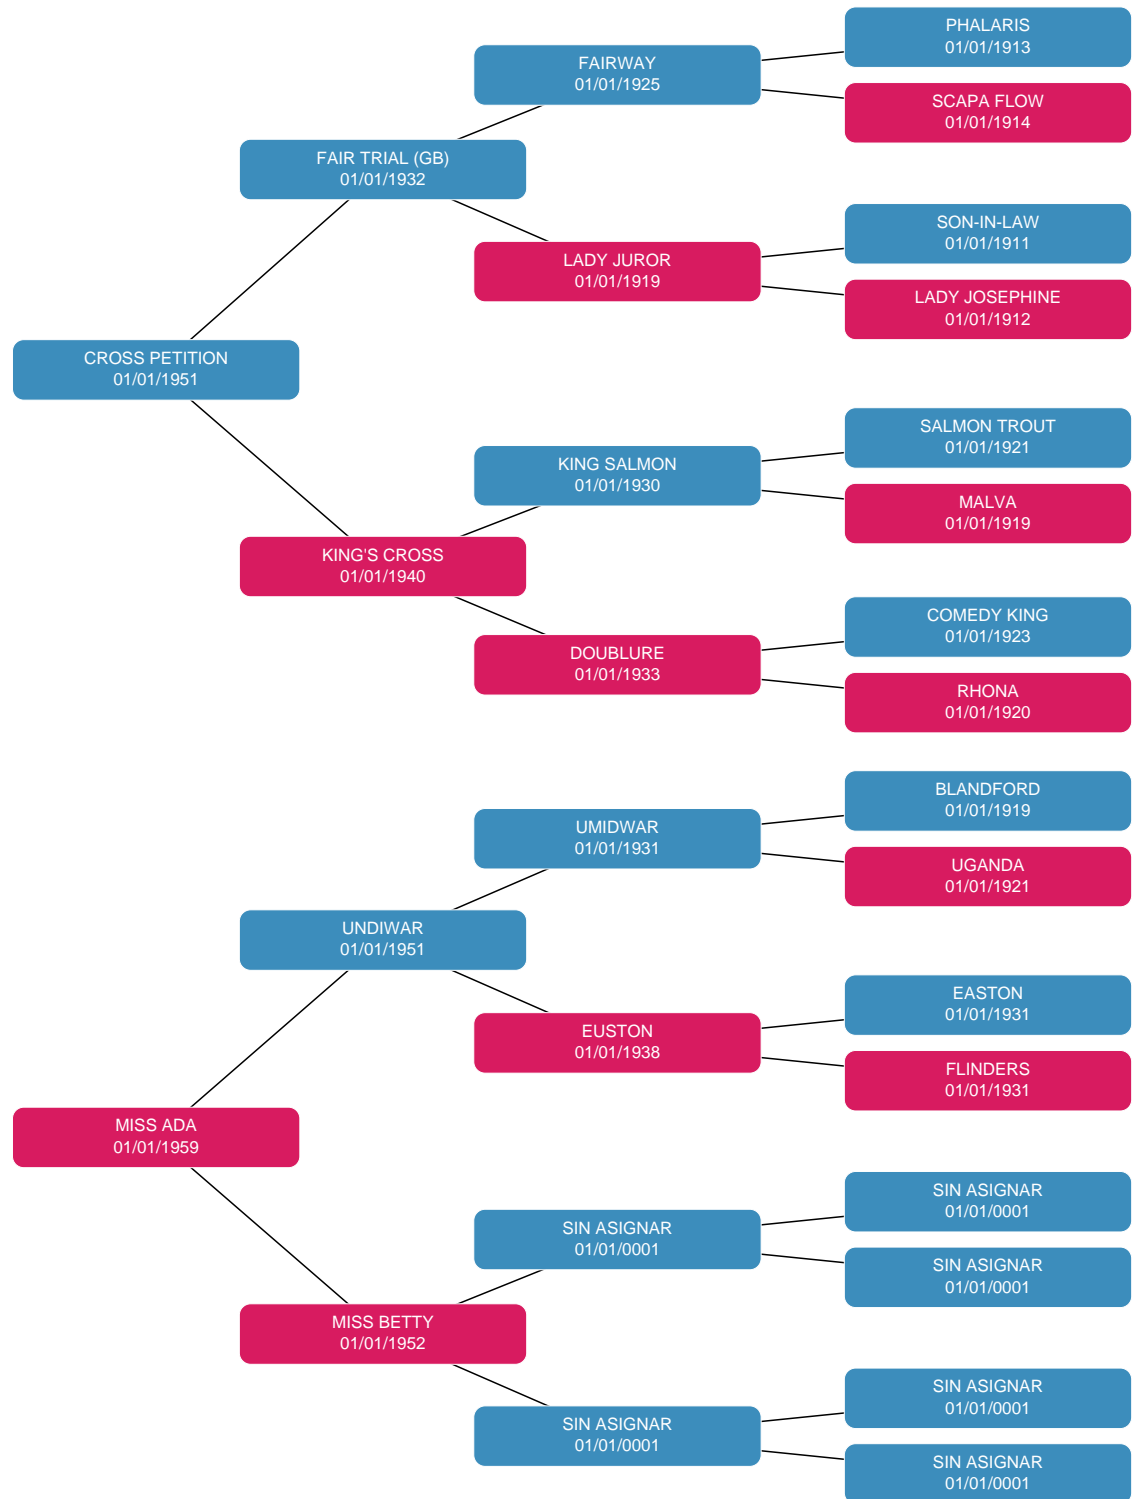 PHALARIS
01/01/1913
FAIRWAY
01/01/1925
SCAPA FLOW
01/01/1914
FAIR TRIAL (GB)
01/01/1932
SON-IN-LAW
01/01/1911
LADY JUROR
01/01/1919
LADY JOSEPHINE
01/01/1912
CROSS PETITION
01/01/1951
SALMON TROUT
01/01/1921
KING SALMON
01/01/1930
MALVA
01/01/1919
KING'S CROSS
01/01/1940
COMEDY KING
01/01/1923
DOUBLURE
01/01/1933
RHONA
01/01/1920
BLANDFORD
01/01/1919
UMIDWAR
01/01/1931
UGANDA
01/01/1921
UNDIWAR
01/01/1951
EASTON
01/01/1931
EUSTON
01/01/1938
FLINDERS
01/01/1931
MISS ADA
01/01/1959
SIN ASIGNAR
01/01/0001
SIN ASIGNAR
01/01/0001
SIN ASIGNAR
01/01/0001
MISS BETTY
01/01/1952
SIN ASIGNAR
01/01/0001
SIN ASIGNAR
01/01/0001
SIN ASIGNAR
01/01/0001